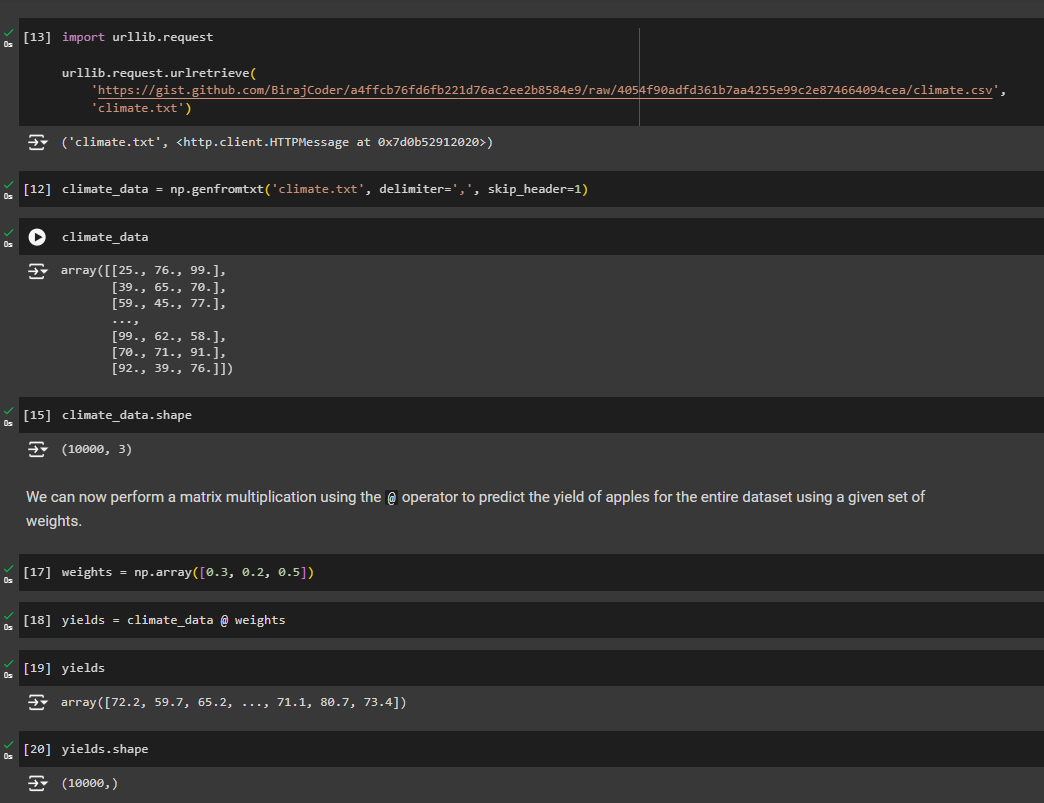 0s
[13] import urllib.request
urllib.request.urlretrieve(
'https://gist.github.com/BirajCoder/a4ffcb76fd6fb221d76ac2ee2b8584e9/raw/4054f90adfd361b7aa4255e99c2e874664094cea/climate.csv',
'climate.txt')
('climate.txt', <http.client.HTTPMessage at 0x7d0b52912020>)
0s
[12] climate_data = np.genfromtxt('climate.txt', delimiter=',', skip_header=1)
0s
climate_data
array([[25., 76., 99.],
[39., 65., 70.],
[59., 45., 77.],
...,
[99., 62., 58.],
[70., 71., 91.],
[92., 39., 76.]])
0s
[15] climate_data.shape
(10000, 3)
We can now perform a matrix multiplication using the @ operator to predict the yield of apples for the entire dataset using a given set of
weights.
0s
[17] weights = np.array([0.3, 0.2, 0.5])
0s
[18] yields = climate_data @ weights
0s
[19] yields
array([72.2, 59.7, 65.2, ..., 71.1, 80.7, 73.4])
0s
[20] yields.shape
(10000,)